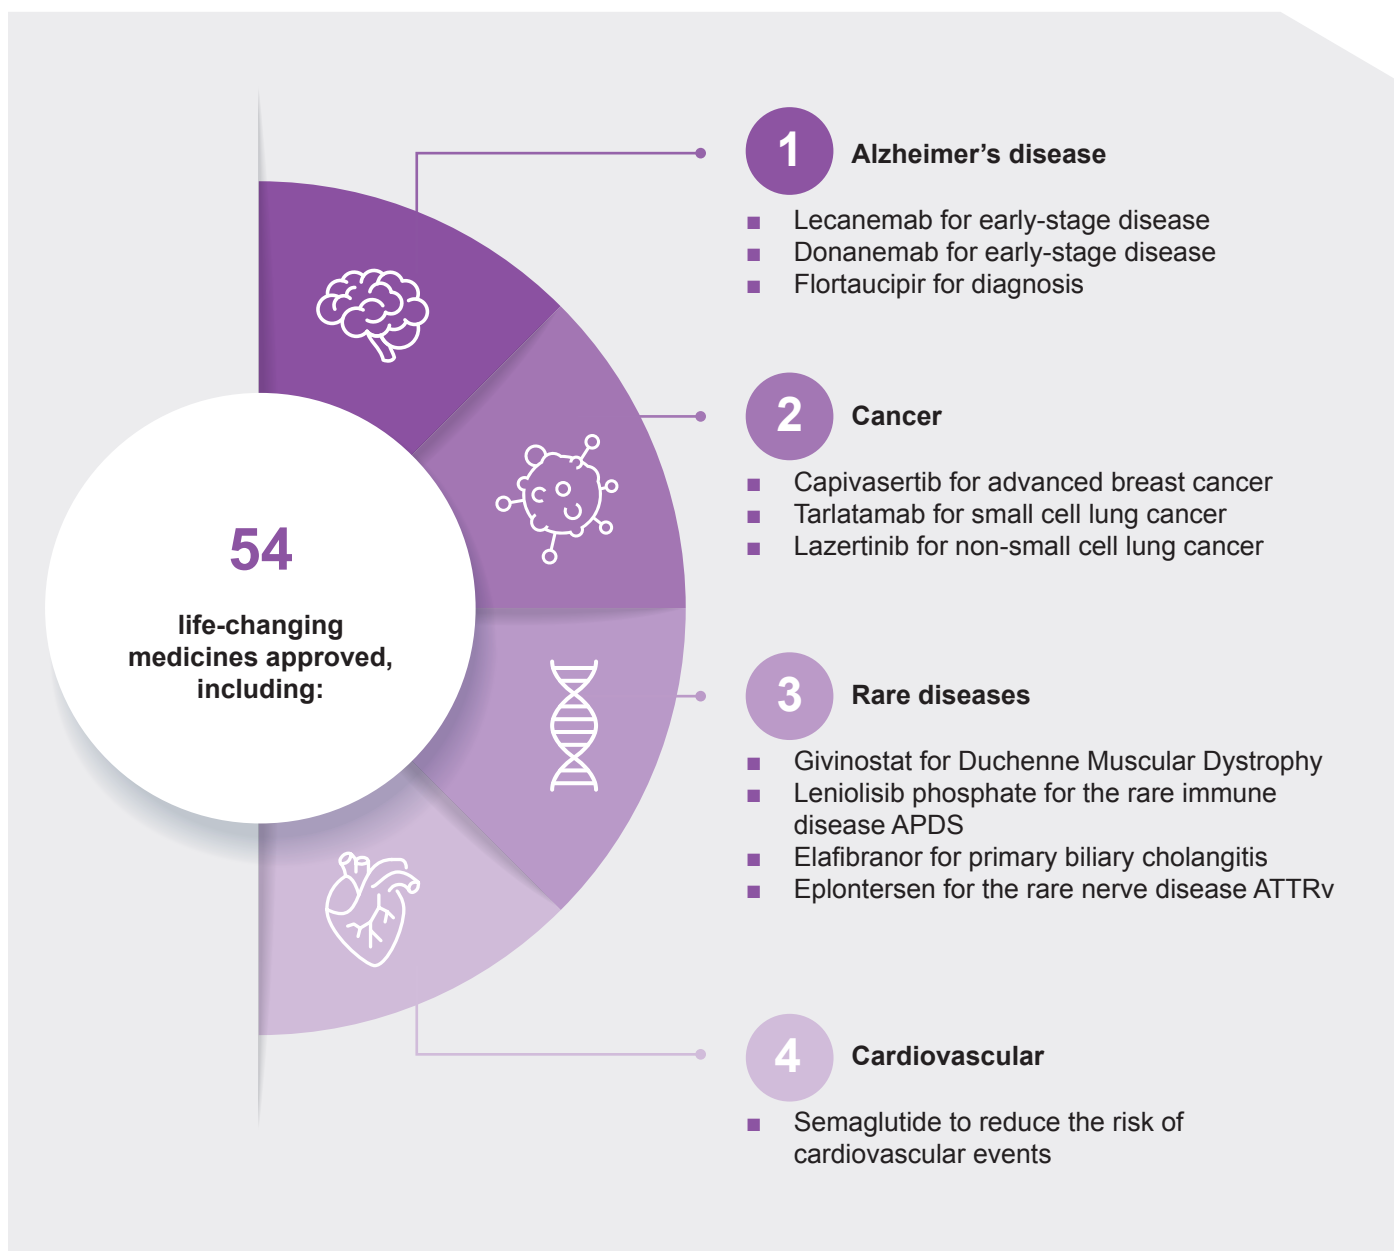 54
life-changing
medicines approved,
including:
1
Alzheimer’s disease
■ Lecanemab for early-stage disease
■ Donanemab for early-stage disease
■ Flortaucipir for diagnosis
2
Cancer
■ Capivasertib for advanced breast cancer
■ Tarlatamab for small cell lung cancer
■ Lazertinib for non-small cell lung cancer
3
Rare diseases
■ Givinostat for Duchenne Muscular Dystrophy
■ Leniolisib phosphate for the rare immune
disease APDS
■ Elafibranor for primary biliary cholangitis
■ Eplontersen for the rare nerve disease ATTRv
4
Cardiovascular
■ Semaglutide to reduce the risk of
cardiovascular events